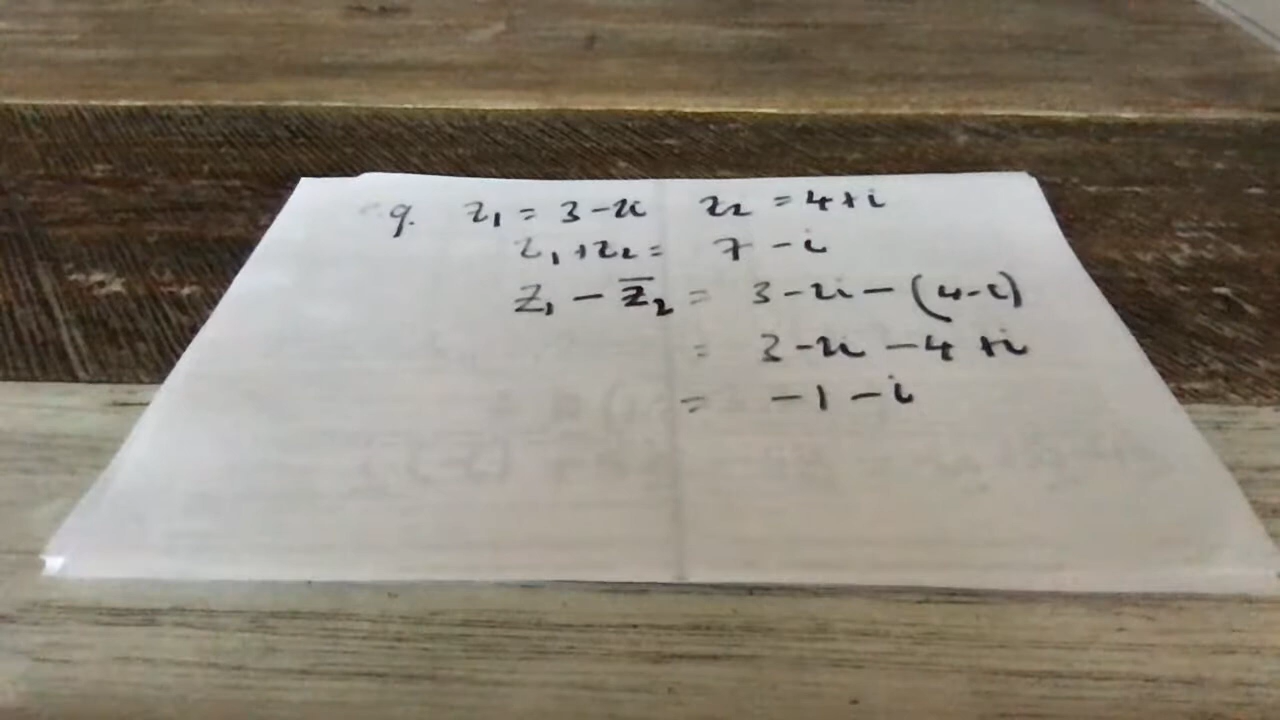 9. z₁ = 3 - 2i z₂ = 4 + i
z₁ + z₂ = 7 - i
z₁ - z̅₂ = 3 - 2i - (4 - i)
= 3 - 2i - 4 + i
= -1 - i